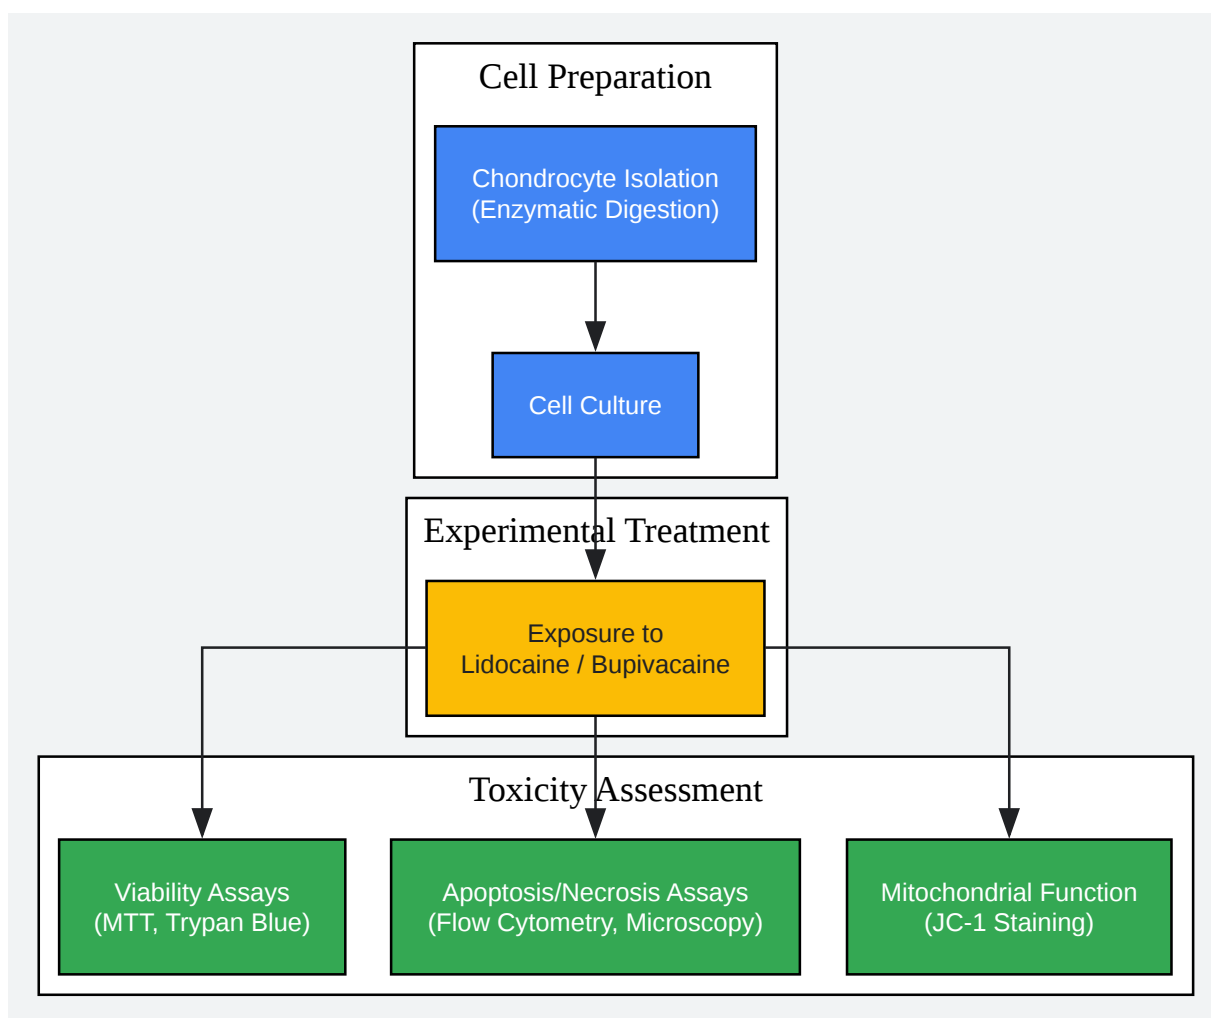 Cell Preparation
Chondrocyte Isolation
(Enzymatic Digestion)
Cell Culture
Experimental Treatment
Exposure to
Lidocaine / Bupivacaine
Toxicity Assessment
Viability Assays
(MTT, Trypan Blue)
Apoptosis/Necrosis Assays
(Flow Cytometry, Microscopy)
Mitochondrial Function
(JC-1 Staining)